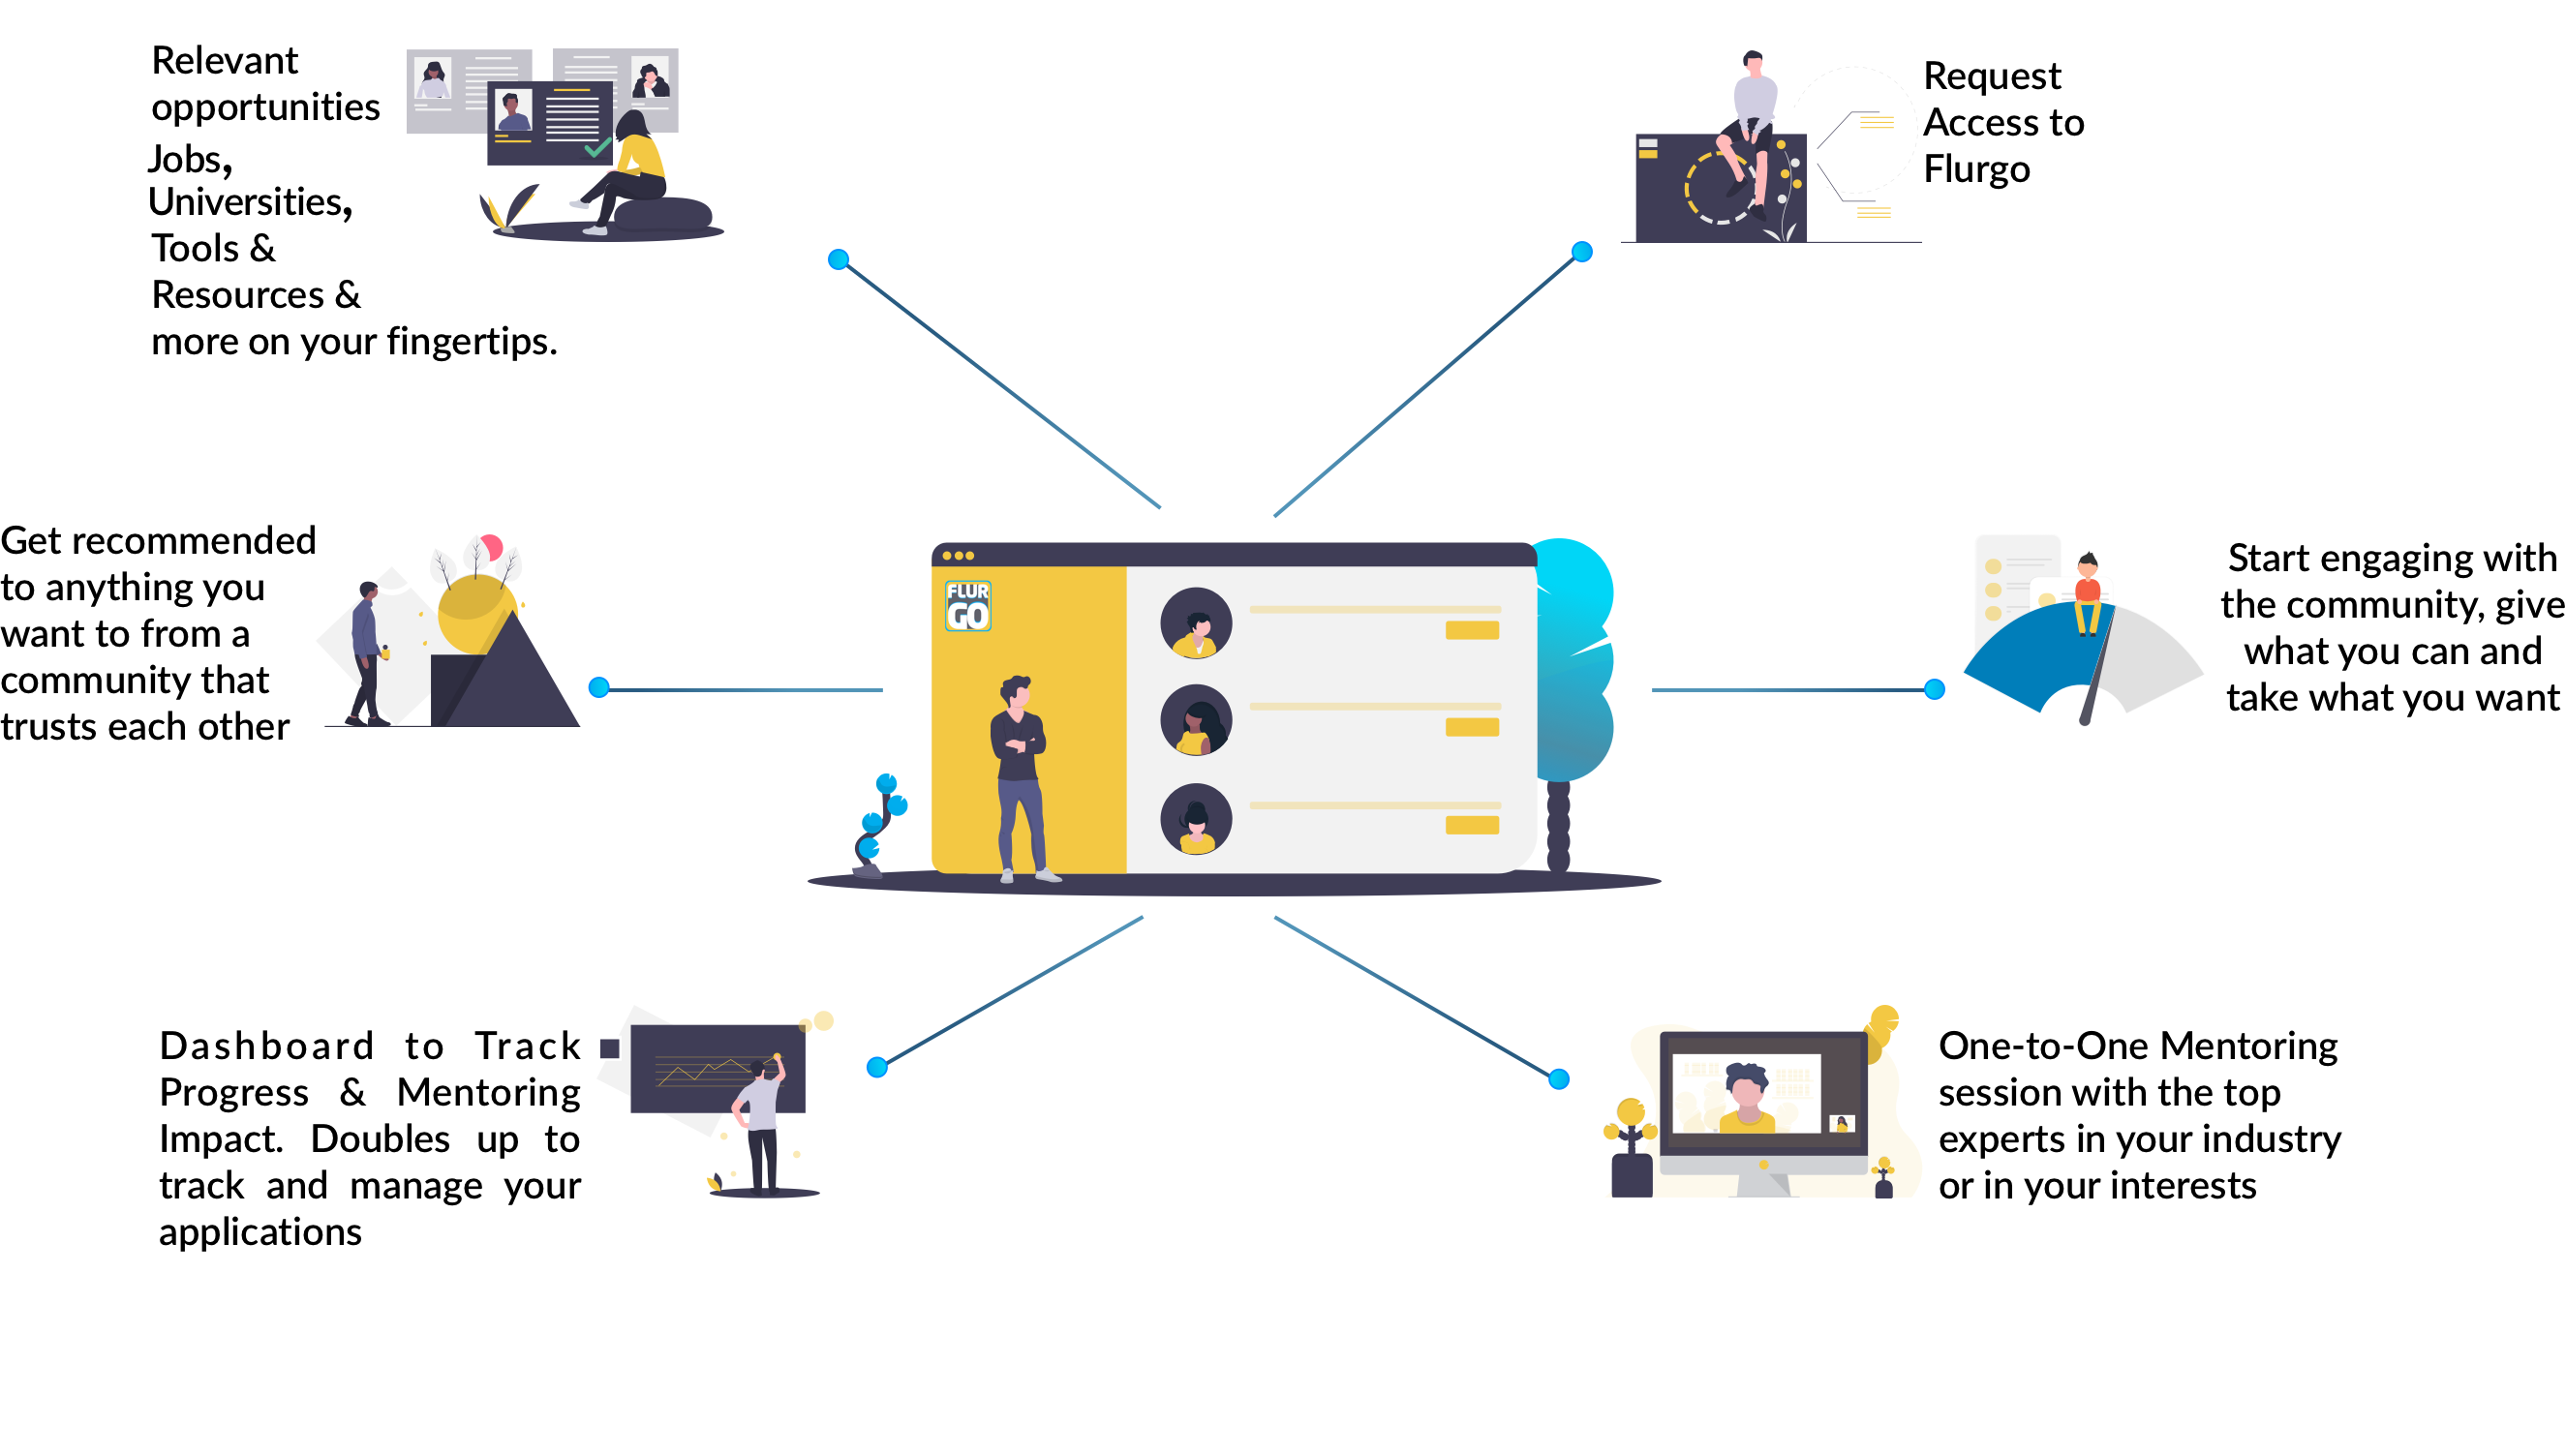 Relevant
opportunities
Jobs,
Universities,
Tools &
Resources &
more on your fingertips.
Request
Access to
Flurgo
Get recommended
to anything you
want to from a
community that
trusts each other
FLUR
GO
Start engaging with
the community, give
what you can and
take what you want
Dashboard to Track
Progress & Mentoring
Impact. Doubles up to
track and manage your
applications
One-to-One Mentoring
session with the top
experts in your industry
or in your interests